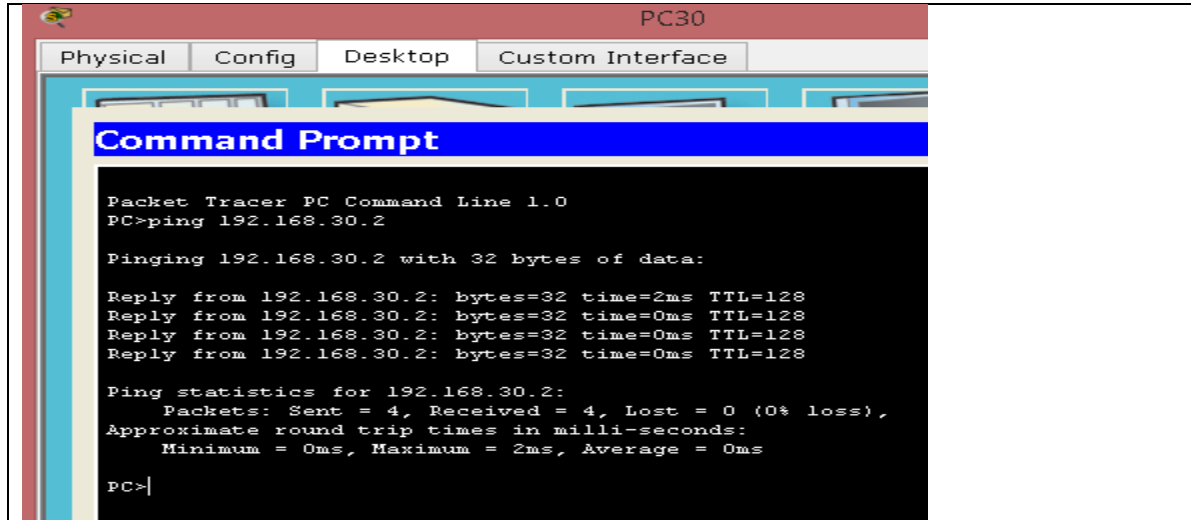 PC30
Physical Config Desktop Custom Interface
Command Prompt
Packet Tracer PC Command Line 1.0
PC>ping 192.168.30.2
Pinging 192.168.30.2 with 32 bytes of data:
Reply from 192.168.30.2: bytes=32 time=2ms TTL=128
Reply from 192.168.30.2: bytes=32 time=0ms TTL=128
Reply from 192.168.30.2: bytes=32 time=0ms TTL=128
Reply from 192.168.30.2: bytes=32 time=0ms TTL=128
Ping statistics for 192.168.30.2:
Packets: Sent = 4, Received = 4, Lost = 0 (0% loss),
Approximate round trip times in milli-seconds:
Minimum = 0ms, Maximum = 2ms, Average = 0ms
PC>